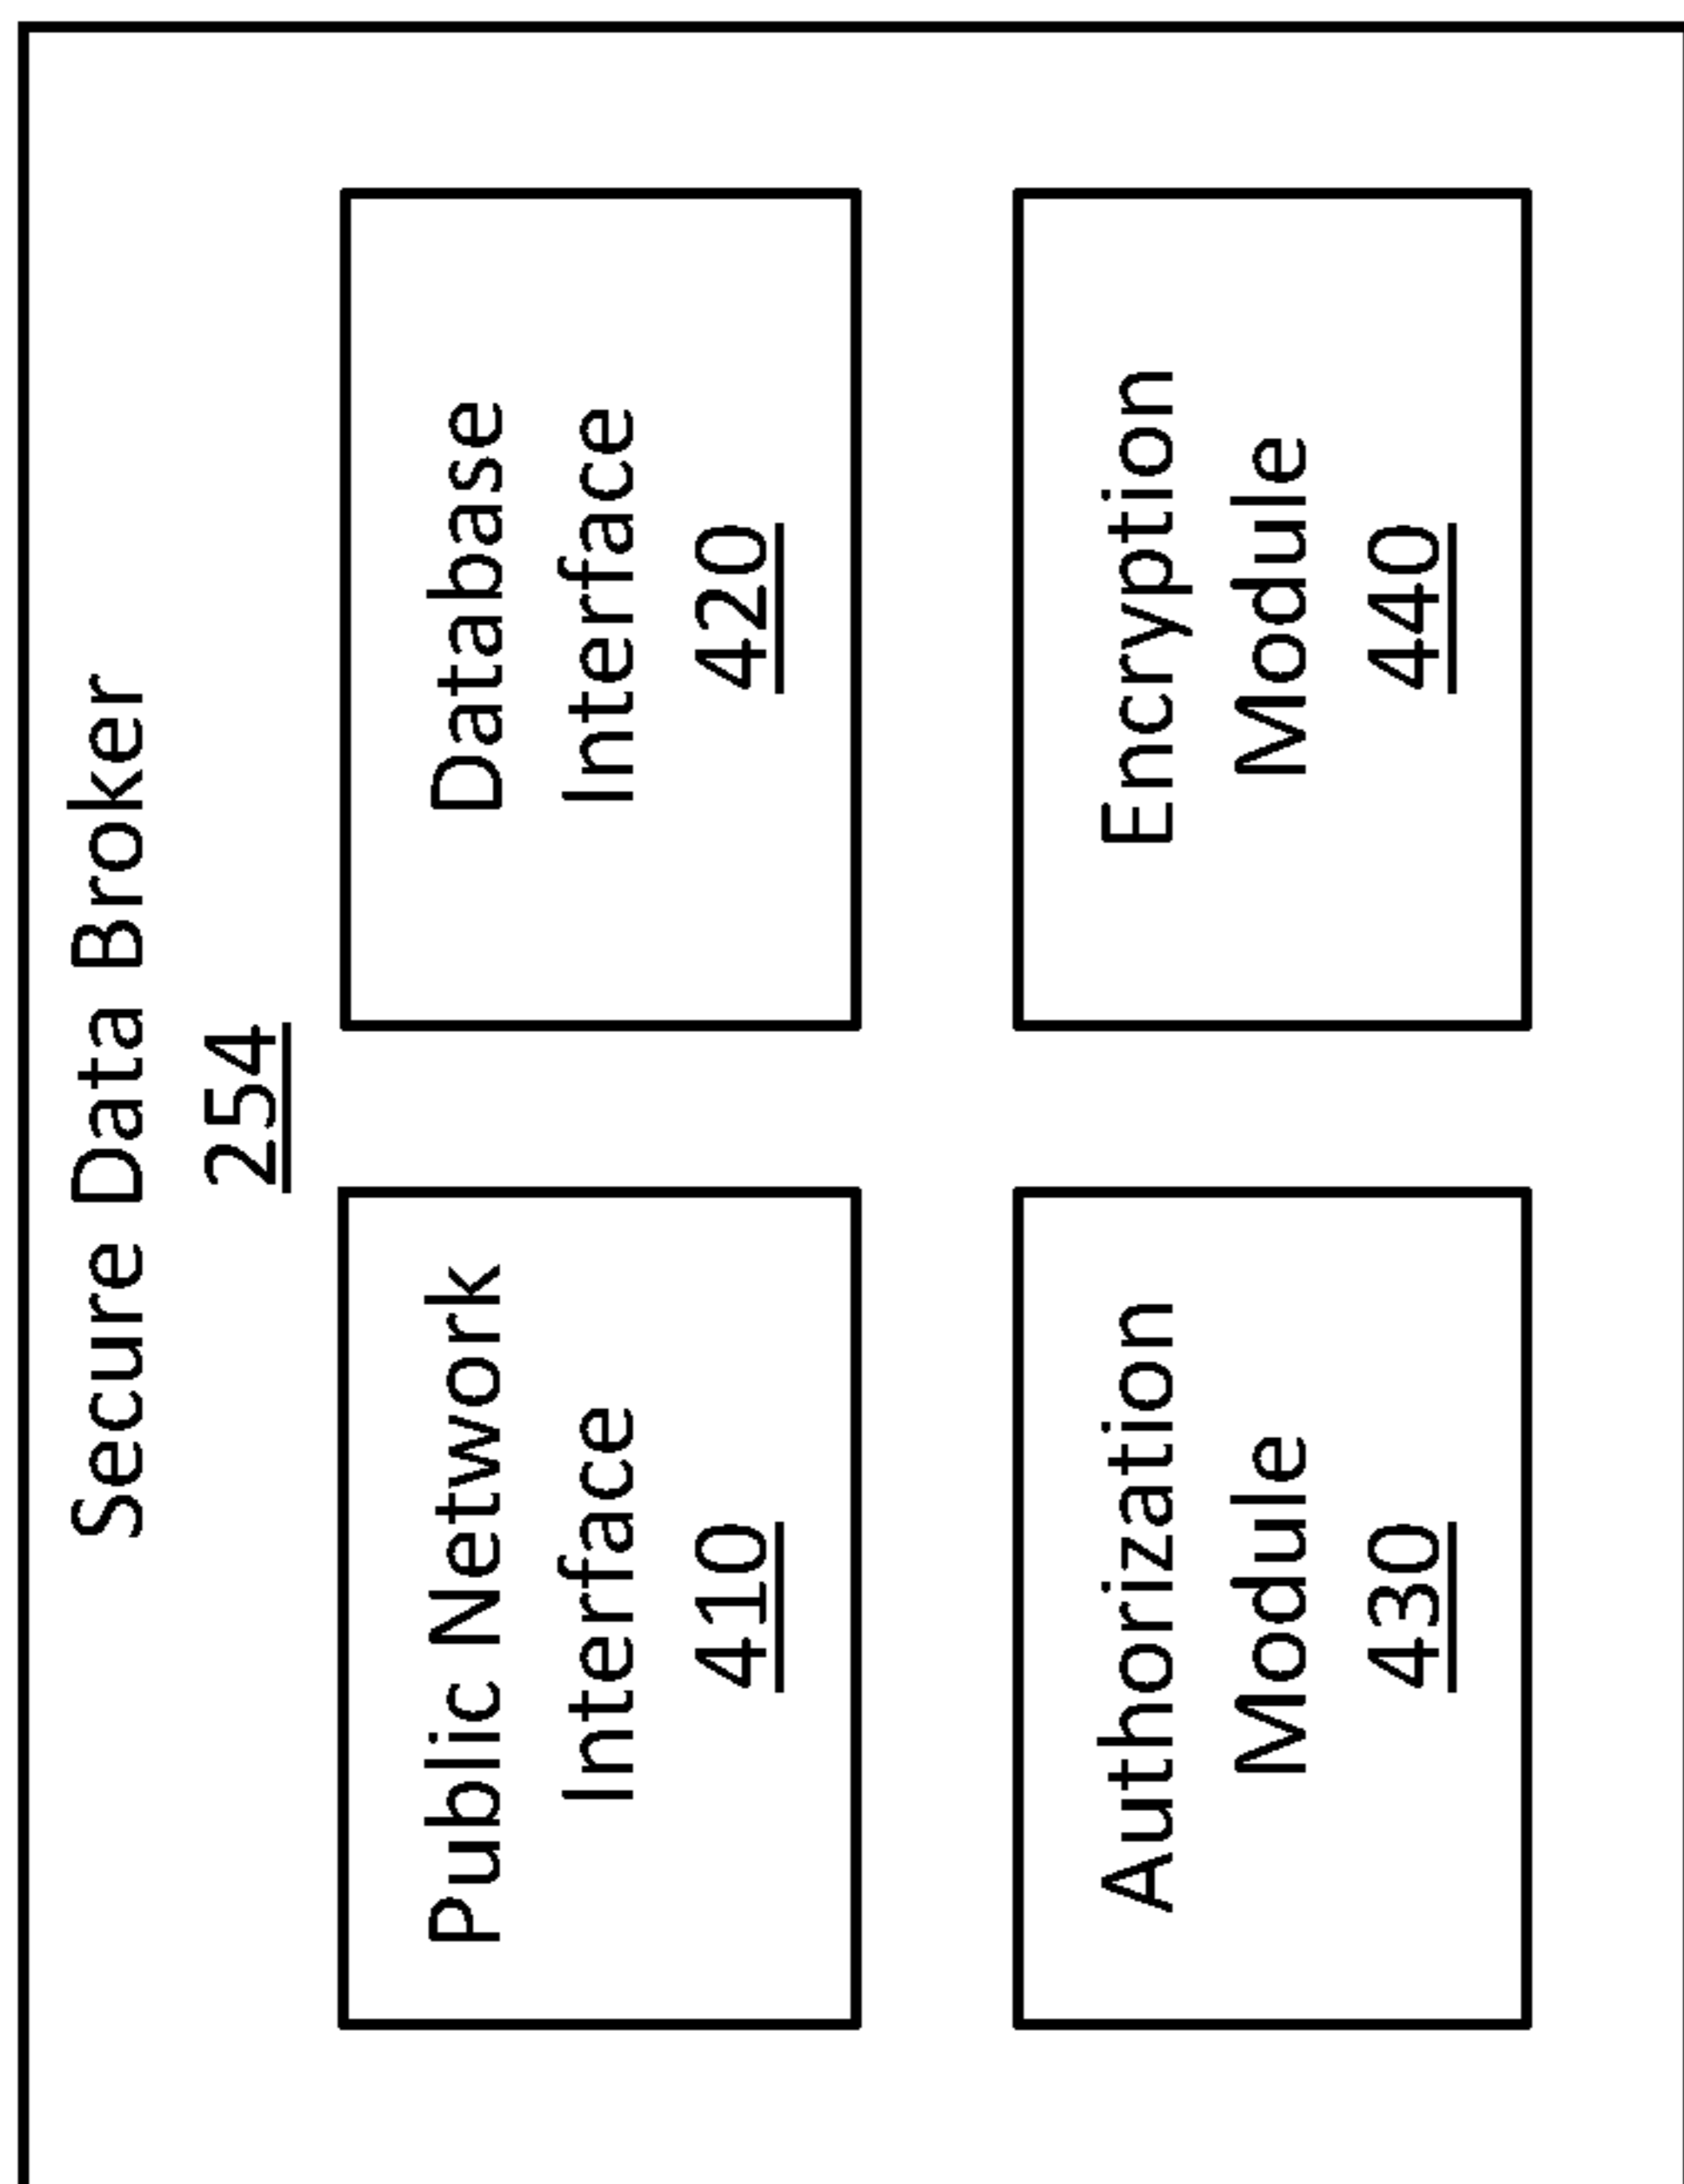 Secure Data Broker
254
Public Network
Interface
410
Database
Interface
420
Authorization
Module
430
Encryption
Module
440